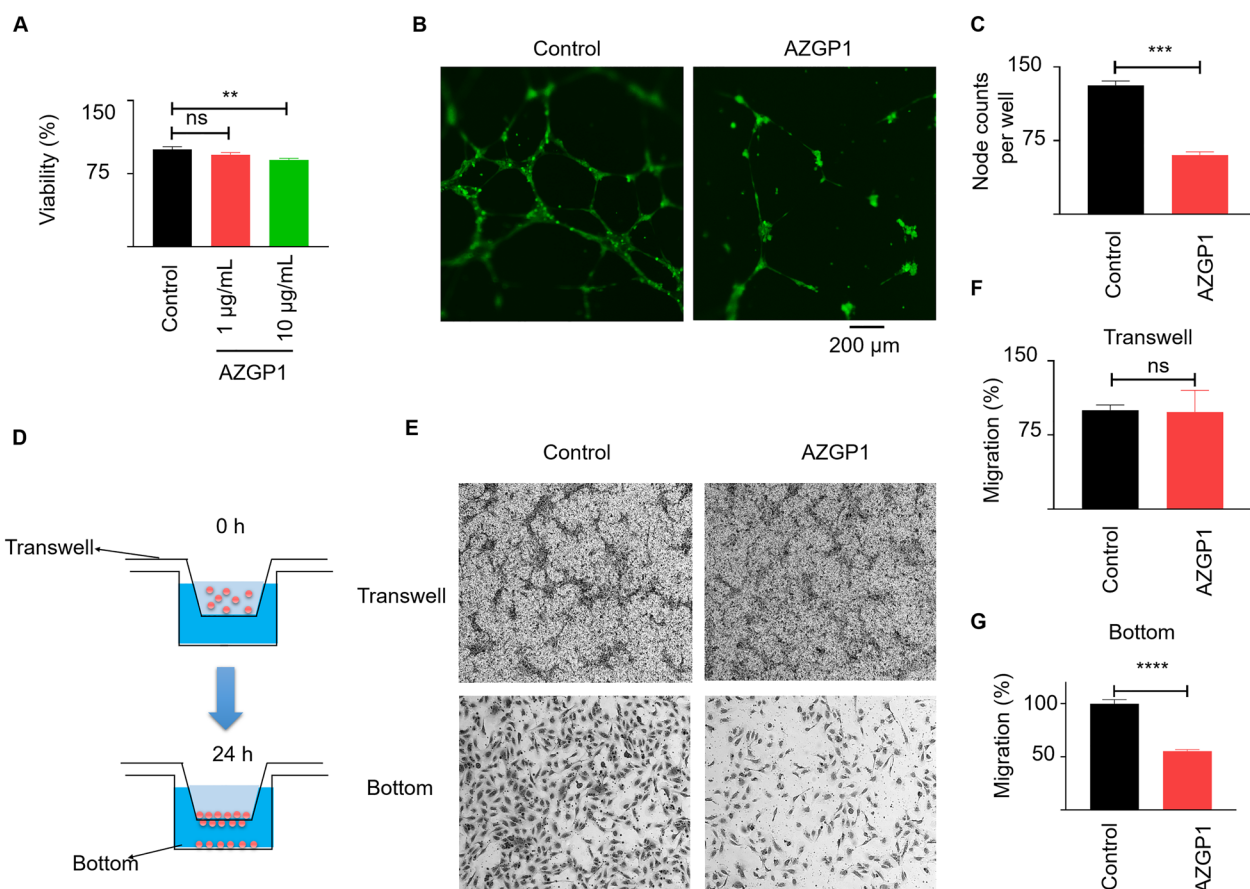 A
150
75
Viability (%)
**
ns
Control
1 µg/mL
10 µg/mL
AZGP1
B
Control
AZGP1
200 µm
C
150
75
Node counts
per well
***
Control
AZGP1
D
0 h
Transwell
24 h
Bottom
E
Control
AZGP1
Transwell
Bottom
F
Transwell
150
75
Migration (%)
ns
Control
AZGP1
G
Bottom
100
50
Migration (%)
****
Control
AZGP1